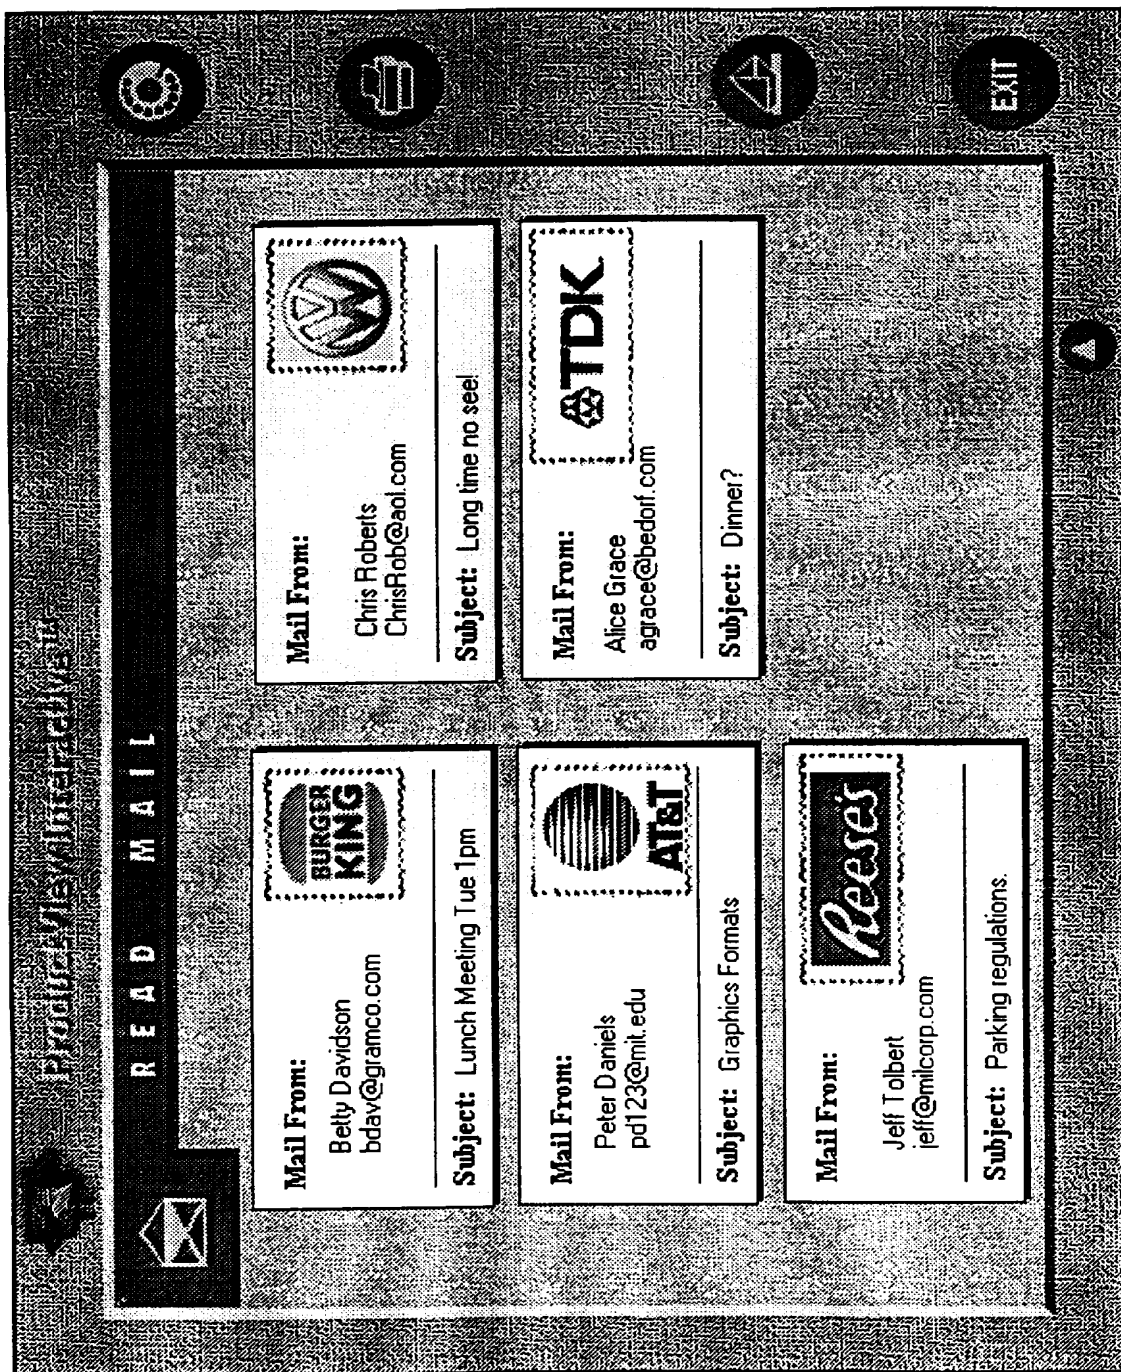 ProductViewInteractive™
READ MAIL
Mail From:
Betty Davidson
bdav@gramco.com
Subject: Lunch Meeting Tue 1pm
BURGER
KING
Mail From:
Chris Roberts
ChrisRob@aol.com
Subject: Long time no see!
Mail From:
Peter Daniels
pd123@mit.edu
Subject: Graphics Formats
AT&T
Mail From:
Alice Grace
agrace@bedorf.com
Subject: Dinner?
TDK
Mail From:
Jeff Tolbert
jeff@milcorp.com
Subject: Parking regulations.
Reese's
EXIT